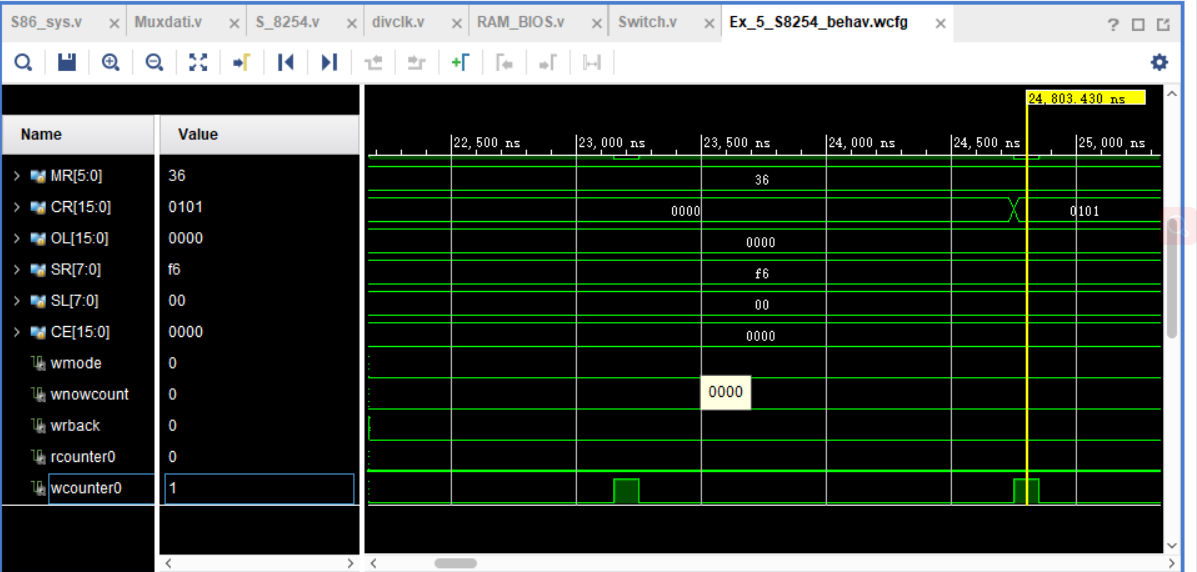 S86_sys.v × Muxdati.v × S_8254.v × divclk.v × RAM_BIOS.v × Switch.v × Ex_5_S8254_behav.wcfg × ?
24,803.430 ns
Name Value
22,500 ns 23,000 ns 23,500 ns 24,000 ns 24,500 ns 25,000 ns
MR[5:0] 36 36
CR[15:0] 0101 0000 0101
OL[15:0] 0000 0000
SR[7:0] f6 f6
SL[7:0] 00 00
CE[15:0] 0000 0000
wmode 0
wnowcount 0 0000
wrback 0
rcounter0 0
wcounter0 1